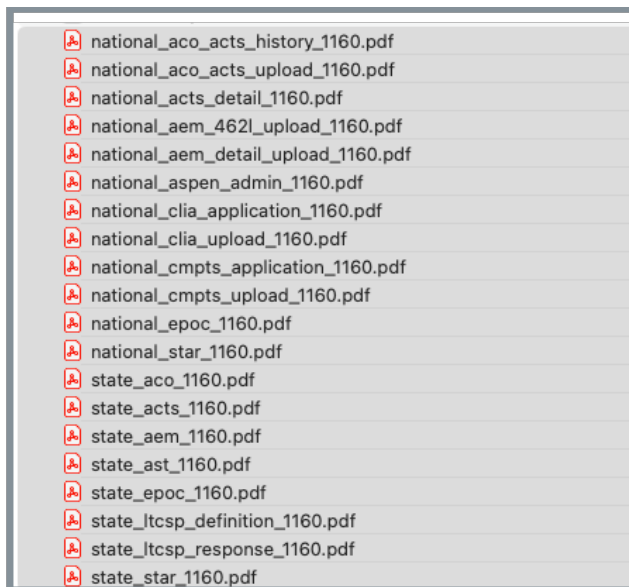 national_aco_acts_history_1160.pdf
national_aco_acts_upload_1160.pdf
national_acts_detail_1160.pdf
national_aem_462l_upload_1160.pdf
national_aem_detail_upload_1160.pdf
national_aspen_admin_1160.pdf
national_clia_application_1160.pdf
national_clia_upload_1160.pdf
national_cmpts_application_1160.pdf
national_cmpts_upload_1160.pdf
national_epoc_1160.pdf
national_star_1160.pdf
state_aco_1160.pdf
state_acts_1160.pdf
state_aem_1160.pdf
state_ast_1160.pdf
state_epoc_1160.pdf
state_ltcsp_definition_1160.pdf
state_ltcsp_response_1160.pdf
state_star_1160.pdf